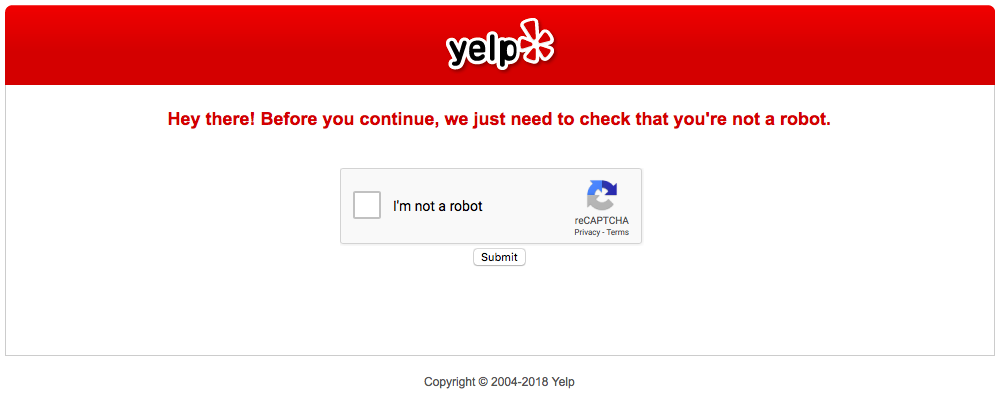 yelp
Hey there! Before you continue, we just need to check that you're not a robot.
I'm not a robot
reCAPTCHA
Privacy - Terms
Submit
Copyright © 2004-2018 Yelp